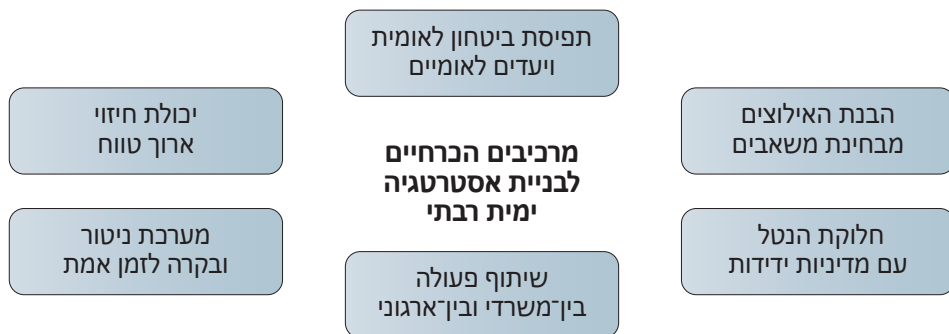 תפיסת ביטחון לאומית
ויעדים לאומיים
הבנת האילוצים
מבחינת משאבים
יכולת חיזוי
ארוך טווח
מרכיבים הכרחיים
לבניית אסטרטגיה
ימית רבתי
חלוקת הנטל
עם מדיניות ידידות
מערכת ניטור
ובקרה לזמן אמת
שיתוף פעולה
בין־משרדי ובין־ארגוני